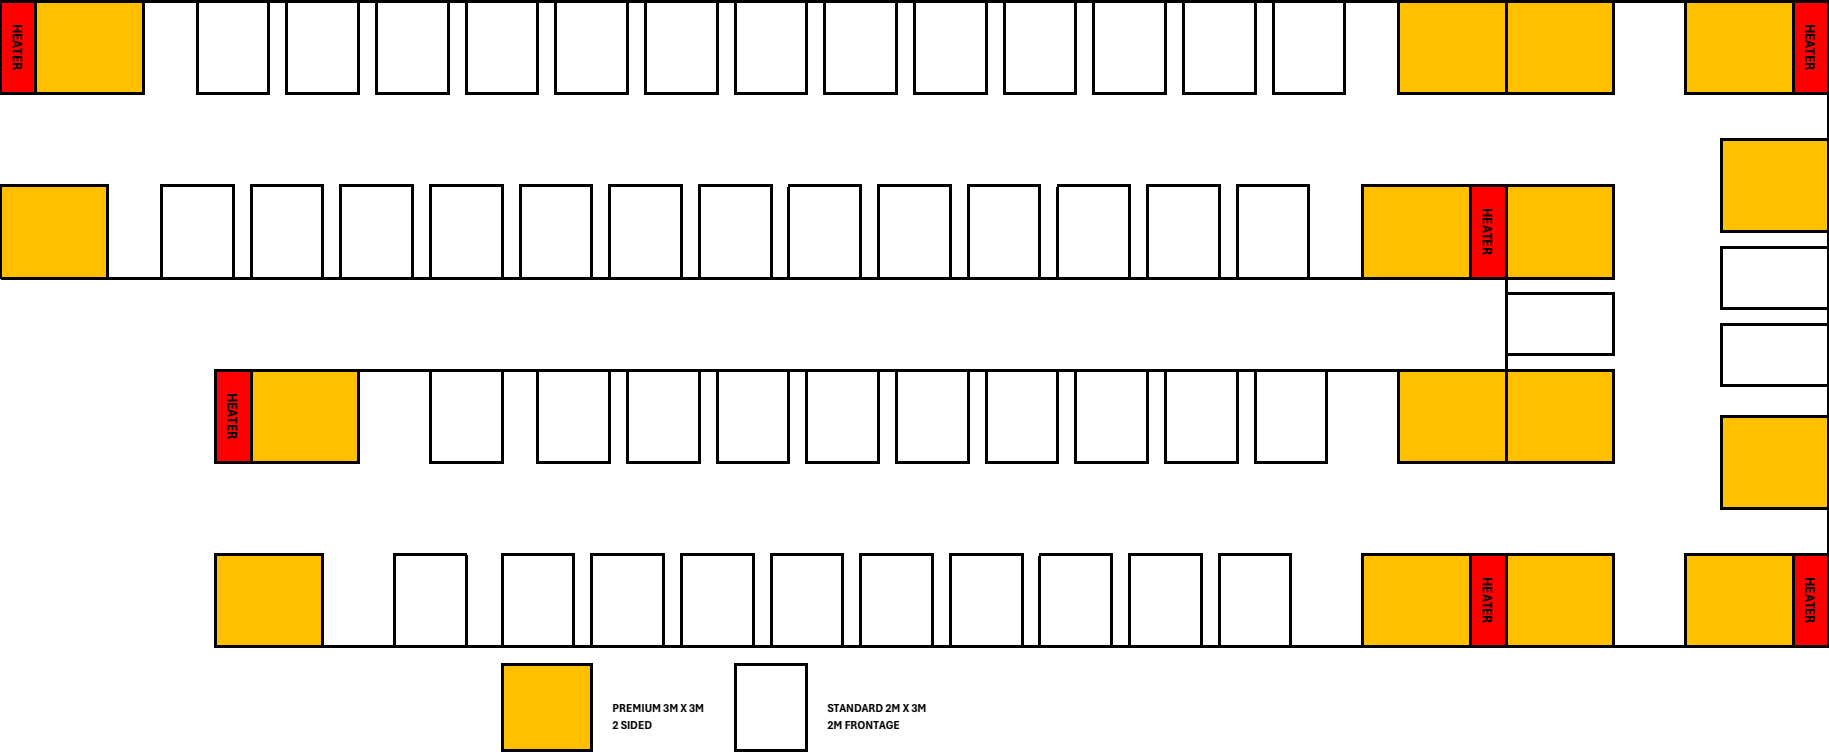 HEATER
HEATER
HEATER
HEATER
HEATER
HEATER
PREMIUM 3M X 3M
2 SIDED
STANDARD 2M X 3M
2M FRONTAGE